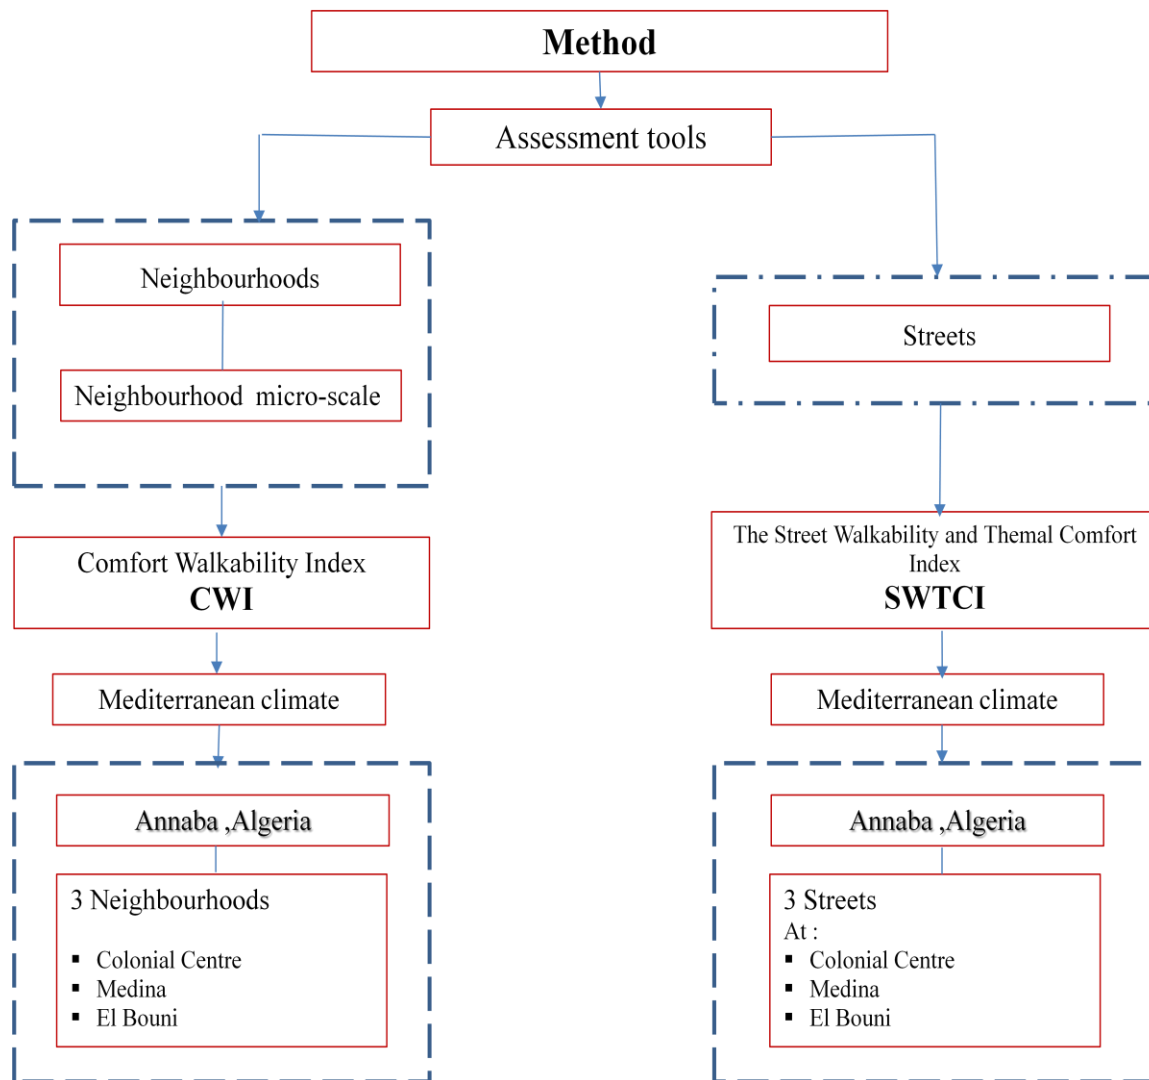 Method
Assessment tools
Neighbourhoods
Neighbourhood micro-scale
Comfort Walkability Index
CWI
Mediterranean climate
Annaba ,Algeria
3 Neighbourhoods
▪ Colonial Centre
▪ Medina
▪ El Bouni
Streets
The Street Walkability and Themal Comfort
Index
SWTCI
Mediterranean climate
Annaba ,Algeria
3 Streets
At :
▪ Colonial Centre
▪ Medina
▪ El Bouni